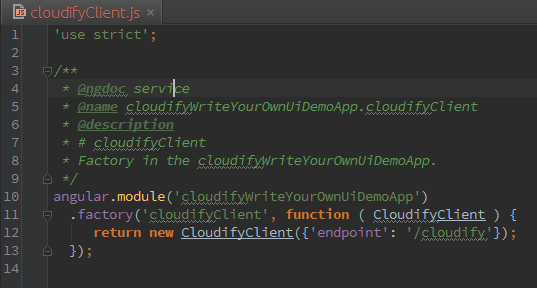 cloudifyClient.js
1 'use strict';
2
3 /**
4 * @ngdoc service
5 * @name cloudifyWriteYourOwnUiDemoApp.cloudifyClient
6 * @description
7 * # cloudifyClient
8 * Factory in the cloudifyWriteYourOwnUiDemoApp.
9 */
10 angular.module('cloudifyWriteYourOwnUiDemoApp')
11 .factory('cloudifyClient', function ( CloudifyClient ) {
12 return new CloudifyClient({'endpoint': '/cloudify'});
13 });
14